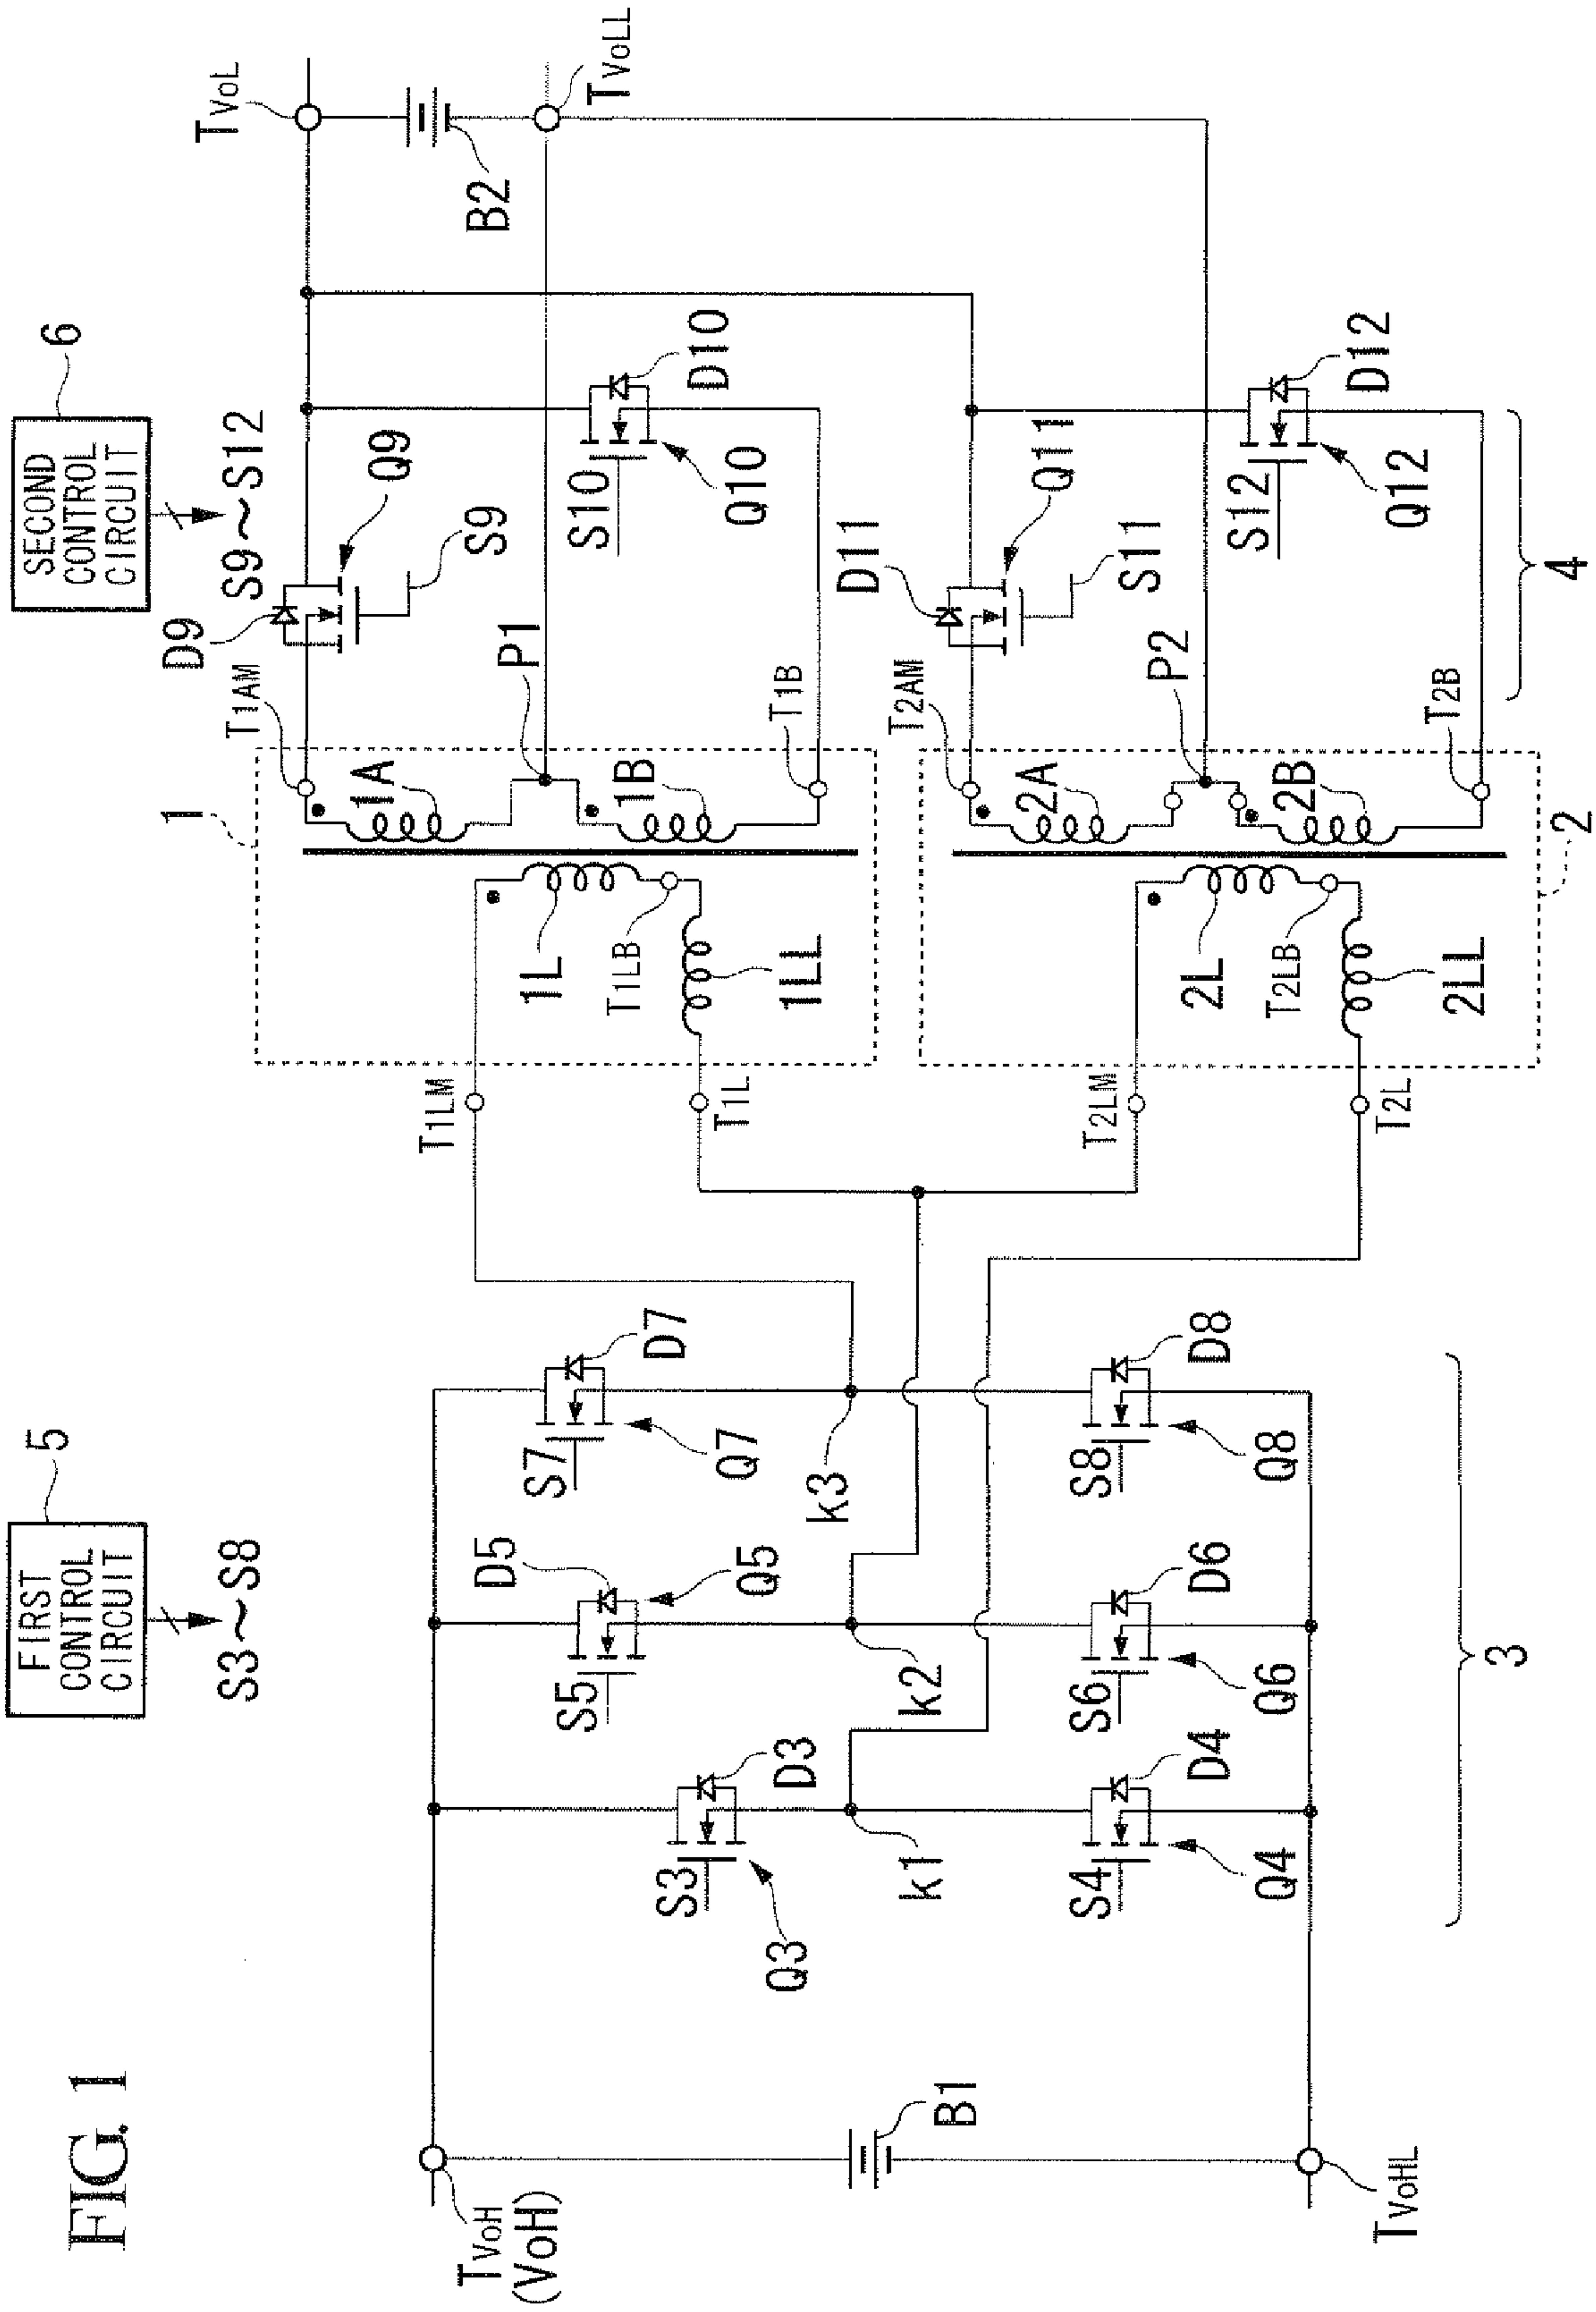 FIG. 1
FIRST
CONTROL
CIRCUIT
5
S3~S8
SECOND
CONTROL
CIRCUIT
6
S9~S12
TVoH
(VoH)
TVoHL
B1
S3
Q3
D3
S4
Q4
D4
k1
S5
Q5
D5
S6
Q6
D6
k2
S7
Q7
D7
S8
Q8
D8
k3
3
T1LM
T1L
T2LM
T2L
1
1L
T1LB
1LL
1A
1B
T1AM
P1
T1B
2
2L
T2LB
2LL
2A
2B
T2AM
P2
T2B
D9
Q9
S9
S10
Q10
D10
D11
Q11
S11
S12
Q12
D12
4
TVoL
B2
TVoLL